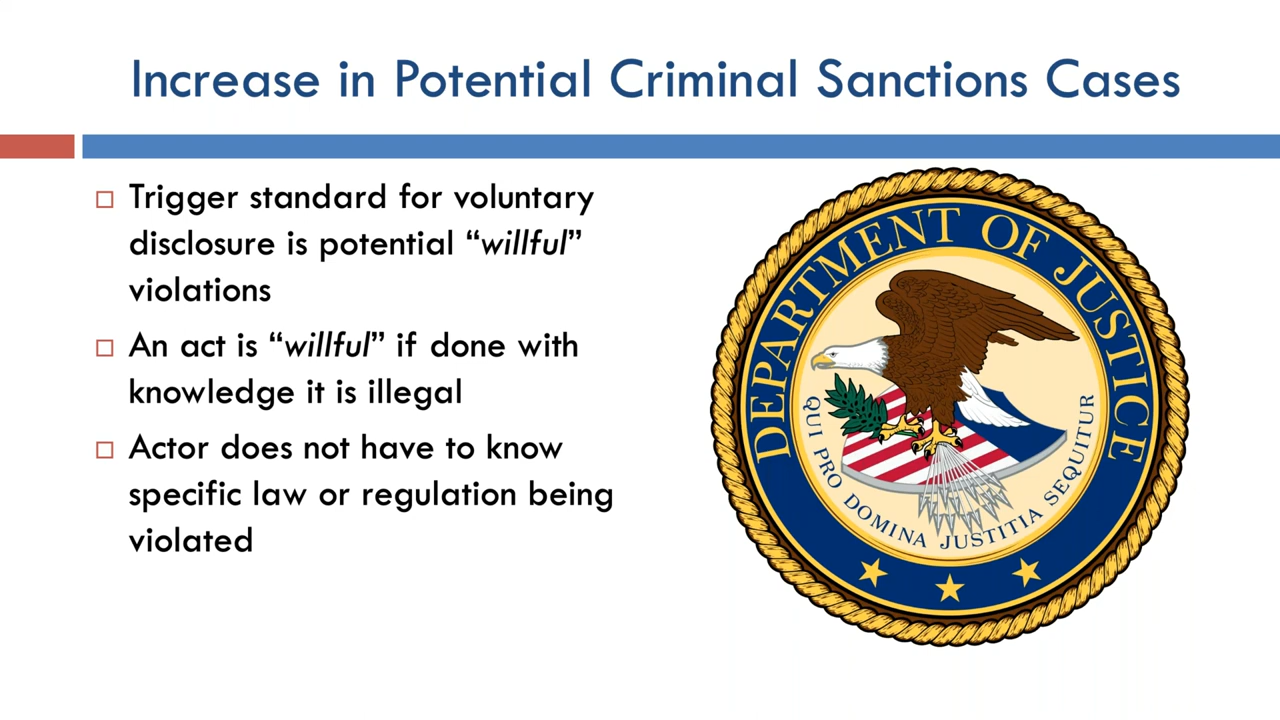 Increase in Potential Criminal Sanctions Cases
Trigger standard for voluntary
disclosure is potential “willful”
violations
An act is “willful” if done with
knowledge it is illegal
Actor does not have to know
specific law or regulation being
violated
DEPARTMENT OF JUSTICE
QUI PRO DOMINA JUSTITIA SEQUITUR